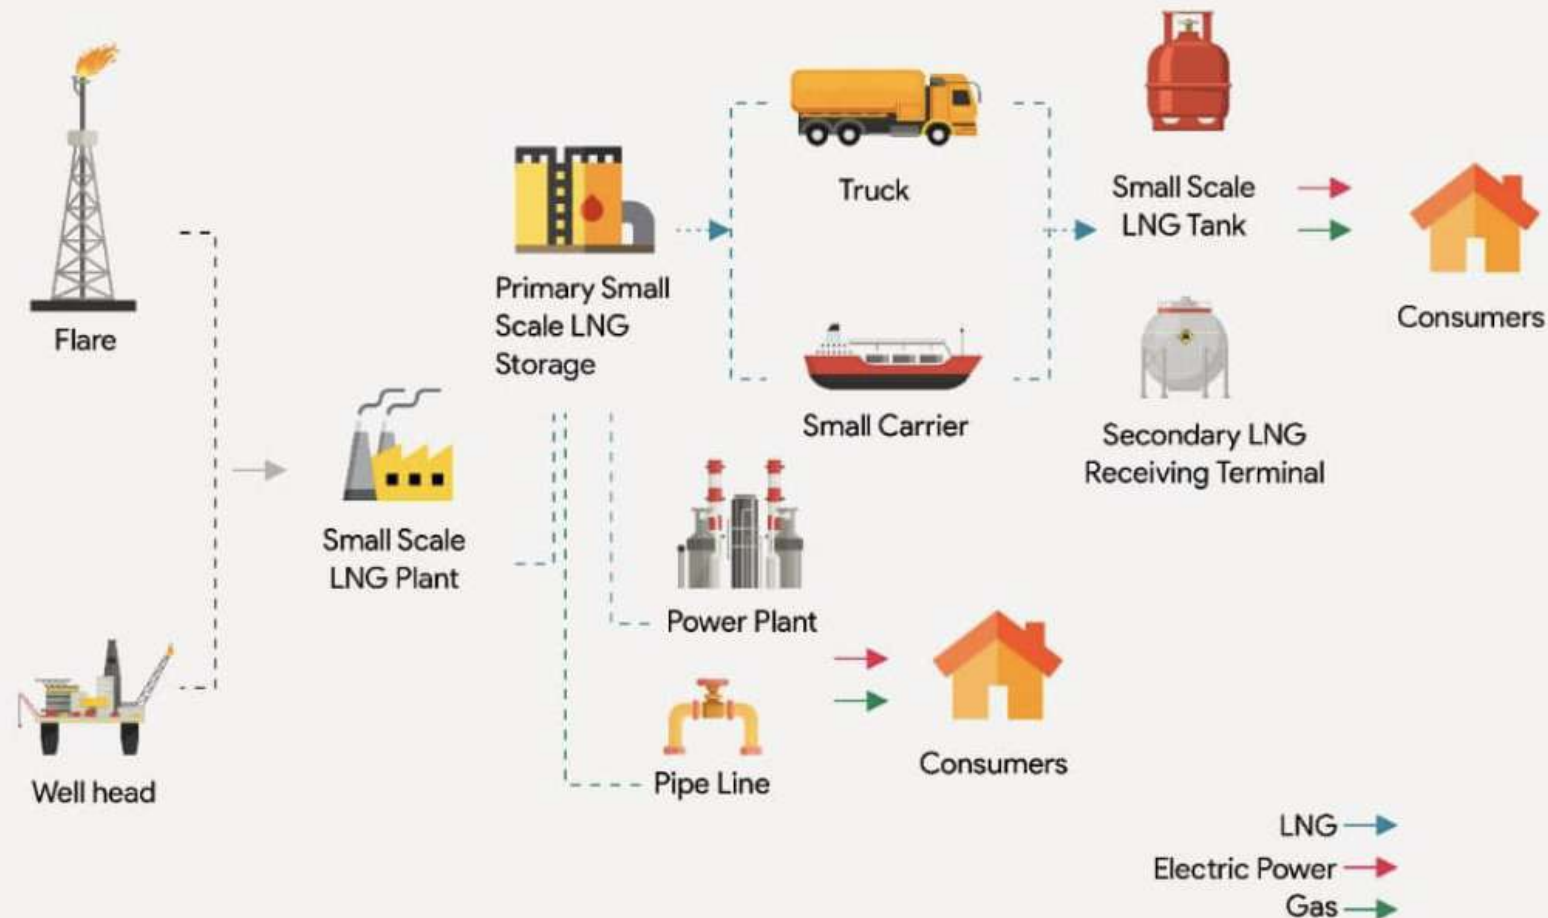 Flare
Well head
Small Scale
LNG Plant
Primary Small
Scale LNG
Storage
Truck
Small Carrier
Small Scale
LNG Tank
Secondary LNG
Receiving Terminal
Consumers
Power Plant
Pipe Line
Consumers
LNG
Electric Power
Gas